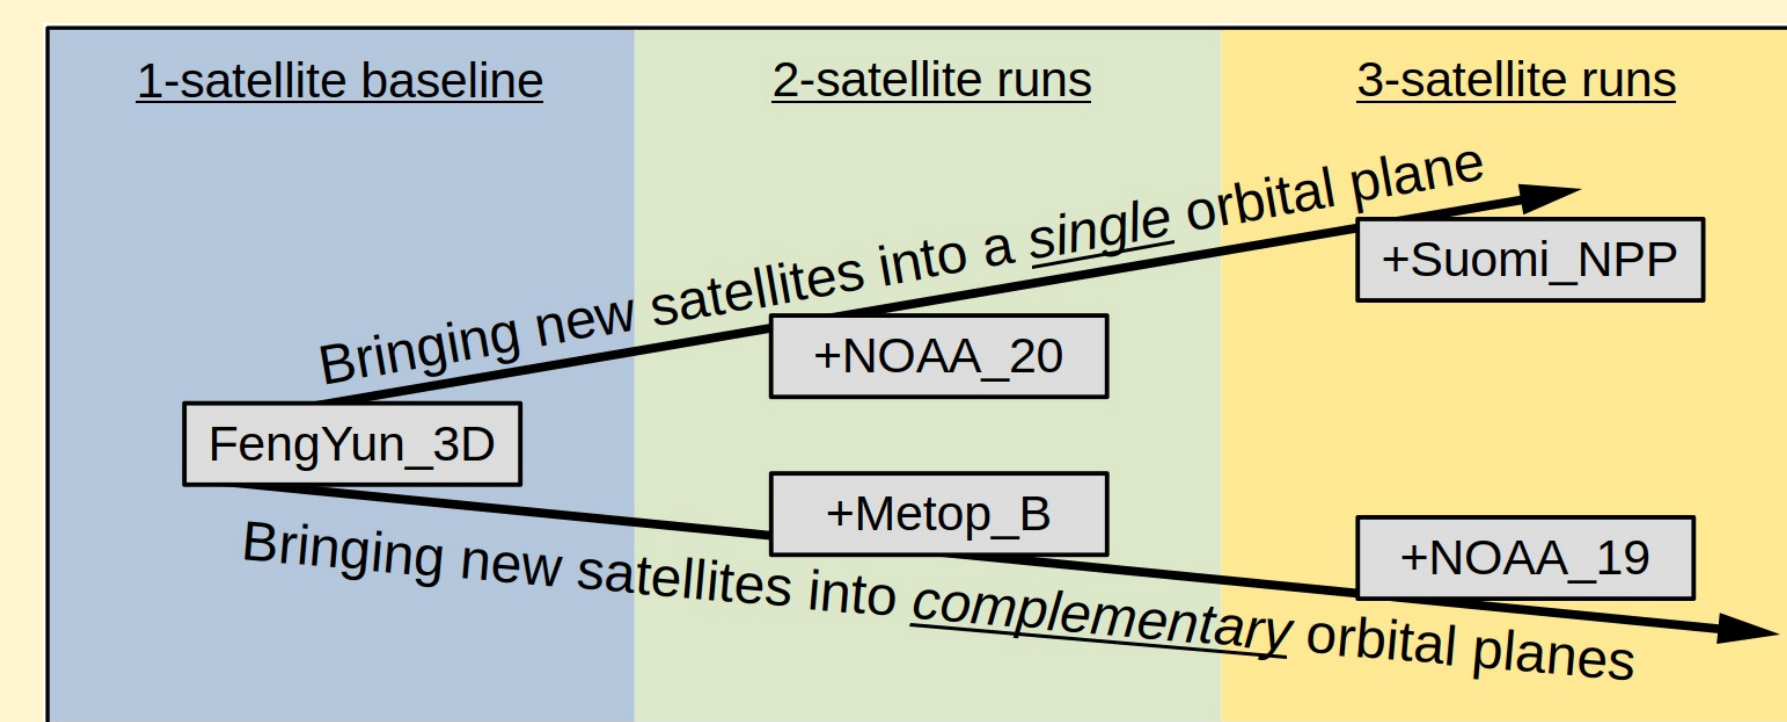 1-satellite baseline
2-satellite runs
3-satellite runs
Bringing new satellites into a single orbital plane
+Suomi_NPP
+NOAA_20
FengYun_3D
+Metop_B
+NOAA_19
Bringing new satellites into complementary orbital planes